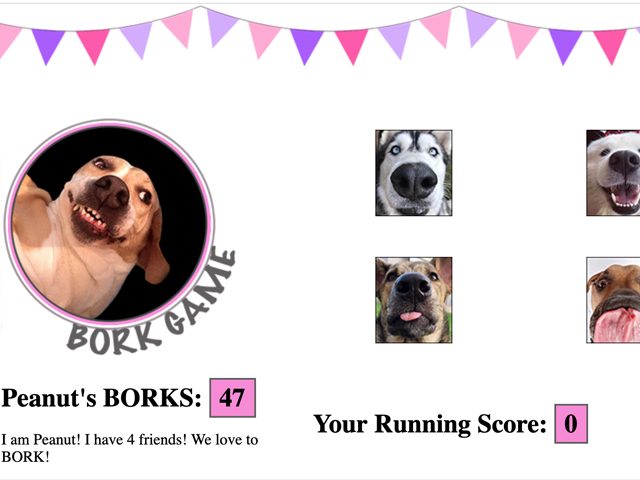 BORK GAME
Peanut's BORKS: 47
I am Peanut! I have 4 friends! We love to
BORK!
Your Running Score: 0